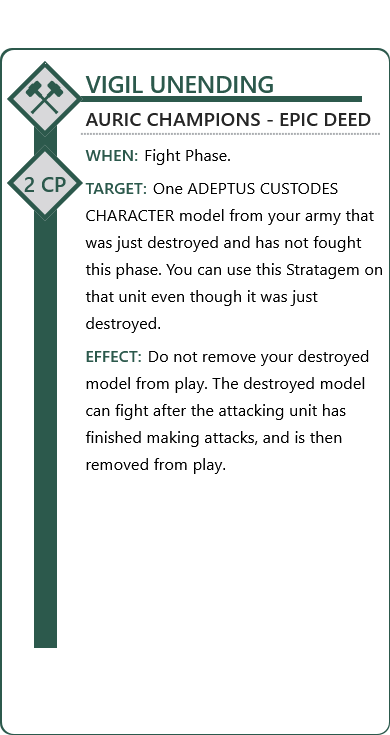 VIGIL UNENDING
AURIC CHAMPIONS - EPIC DEED
2 CP
WHEN: Fight Phase.
TARGET: One ADEPTUS CUSTODES
CHARACTER model from your army that
was just destroyed and has not fought
this phase. You can use this Stratagem on
that unit even though it was just
destroyed.
EFFECT: Do not remove your destroyed
model from play. The destroyed model
can fight after the attacking unit has
finished making attacks, and is then
removed from play.